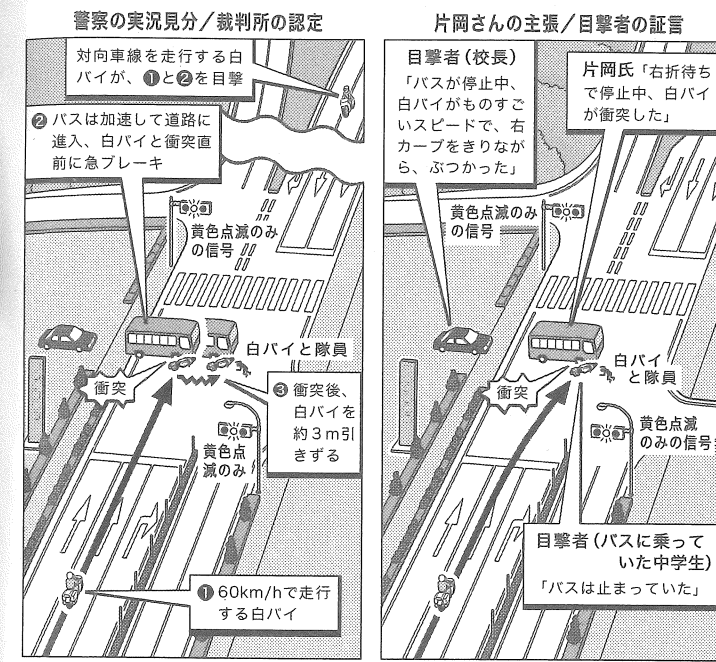 警察の実況見分/裁判所の認定
対向車線を走行する白
バイが、❶と❷を目撃
❷ バスは加速して道路に
進入、白バイと衝突直
前に急ブレーキ
黄色点滅のみ
の信号
白バイと隊員
衝突
❸ 衝突後、
白バイを
約3m引
きずる
黄色点
滅のみ
❶ 60km/hで走行
する白バイ
片岡さんの主張/目撃者の証言
目撃者(校長)
「バスが停止中、
白バイがものすご
いスピードで、右
カーブをきりなが
ら、ぶつかった」
片岡氏「右折待ち
で停止中、白バイ
が衝突した」
黄色点滅のみ
の信号
白バイ
と隊員
衝突
黄色点滅
のみの信号
目撃者(バスに乗って
いた中学生)
「バスは止まっていた」